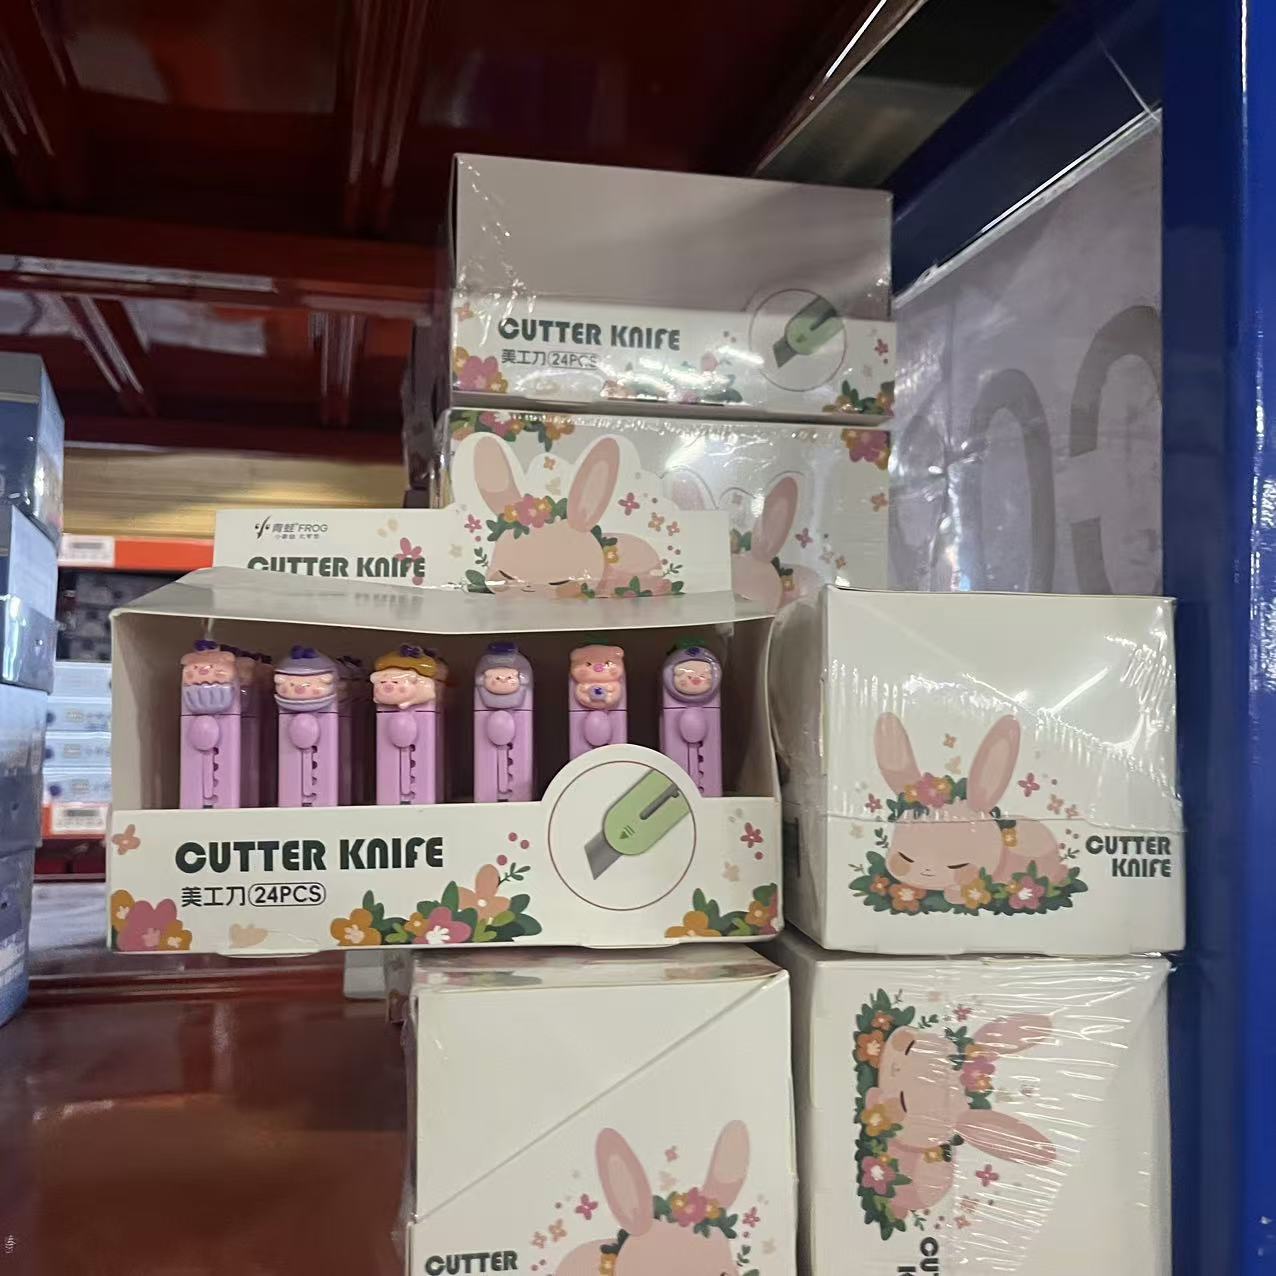 CUTTER KNIFE
美工刀 24PCS
青蛙 FROG
CUTTER KNIFE
CUTTER KNIFE
美工刀 24PCS
CUTTER
KNIFE
CUTTER